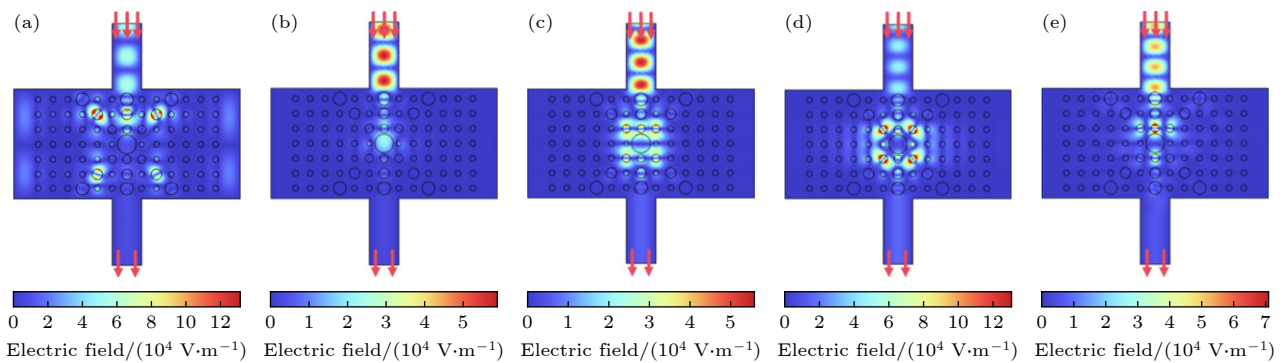 (a) (b) (c) (d) (e)
0 2 4 6 8 10 12 0 1 2 3 4 5 0 1 2 3 4 5 0 2 4 6 8 10 12 0 1 2 3 4 5 6 7
Electric field/(10⁴ V·m⁻¹) Electric field/(10⁴ V·m⁻¹) Electric field/(10⁴ V·m⁻¹) Electric field/(10⁴ V·m⁻¹) Electric field/(10⁴ V·m⁻¹)